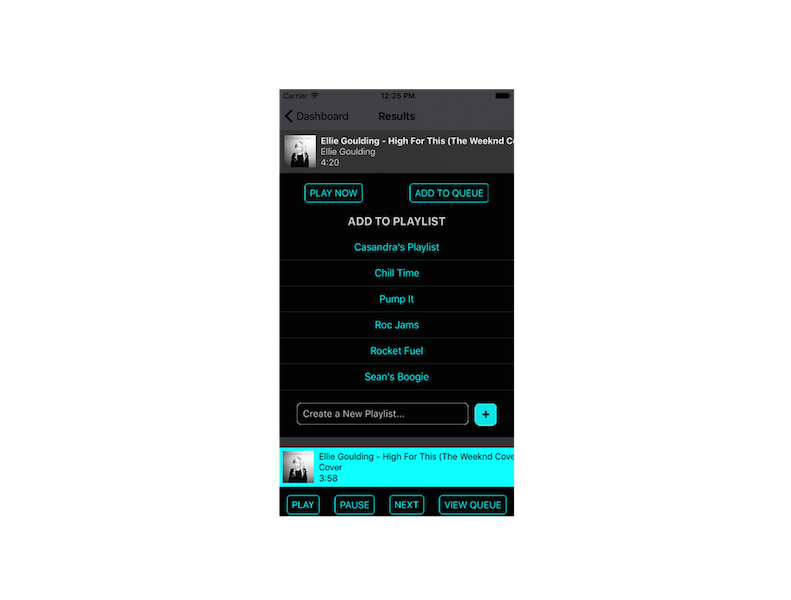 Carrier 12:25 PM
Dashboard Results
Ellie Goulding - High For This (The Weeknd Co
Ellie Goulding
4:20
PLAY NOW ADD TO QUEUE
ADD TO PLAYLIST
Casandra's Playlist
Chill Time
Pump It
Roc Jams
Rocket Fuel
Sean's Boogie
Create a New Playlist... +
Ellie Goulding - High For This (The Weeknd Cove
Cover
3:58
PLAY PAUSE NEXT VIEW QUEUE